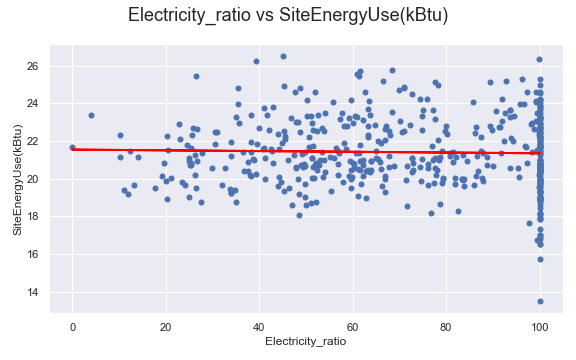 Electricity_ratio vs SiteEnergyUse(kBtu)
SiteEnergyUse(kBtu)
26
24
22
20
18
16
14
0 20 40 60 80 100
Electricity_ratio